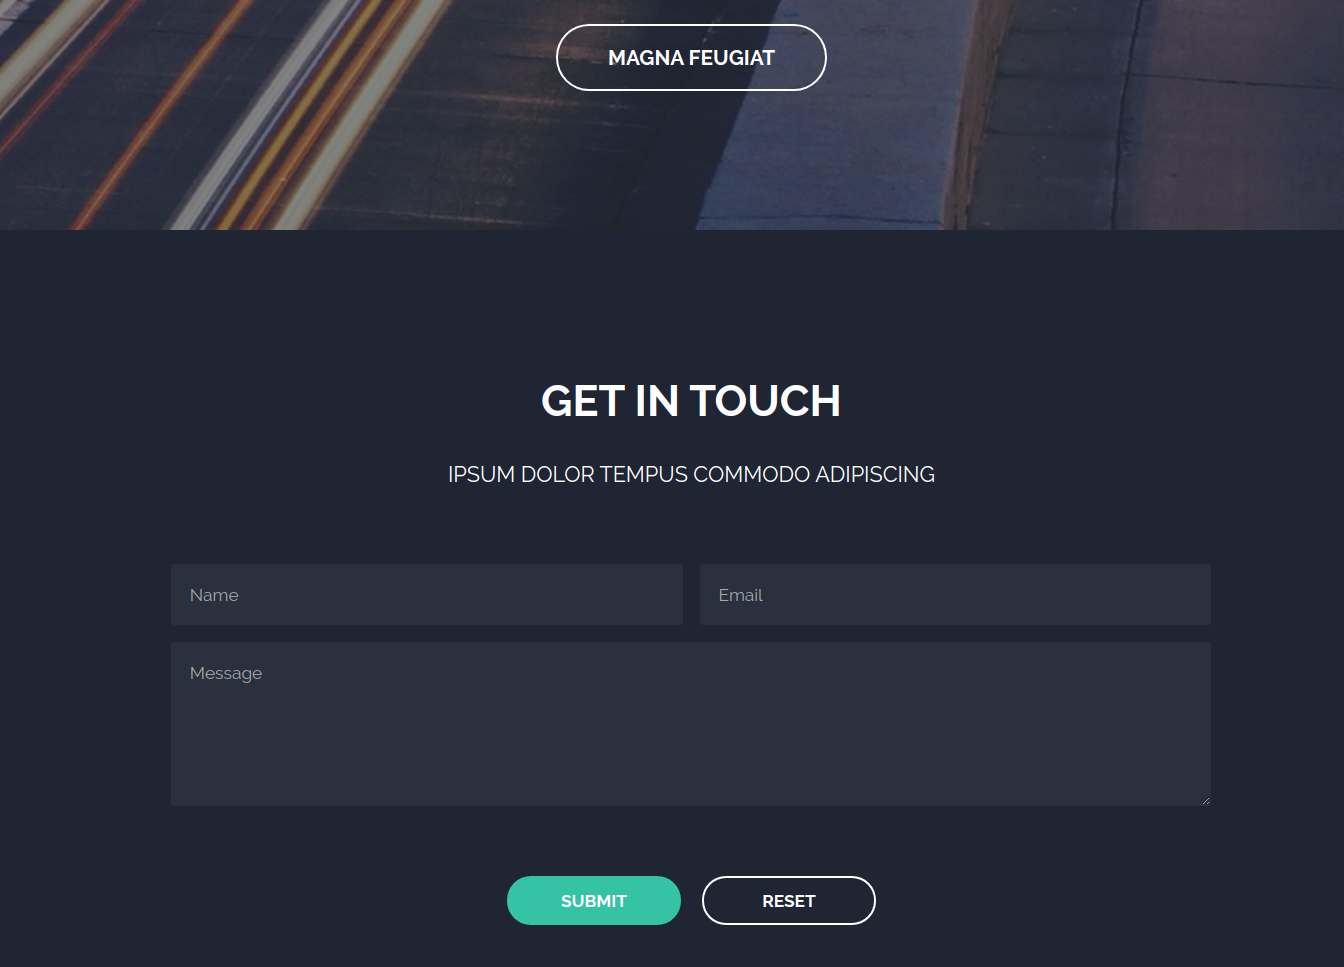 MAGNA FEUGIAT
GET IN TOUCH
IPSUM DOLOR TEMPUS COMMODO ADIPISCING
Name
Email
Message
SUBMIT
RESET